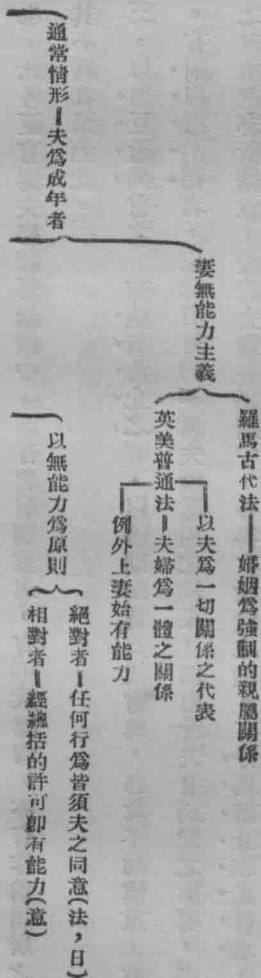 羅馬古代法——婚姻爲強制的親屬關係
妻無能力主義
以夫爲一切關係之代表
英美普通法＝夫婦爲一體之關係
例外上妻始有能力
通常情形＝夫爲成年者
絕對者＝任何行爲皆須夫之同意(法，日)
以無能力爲原則
相對者＝經總括的許可卽有能力(意)